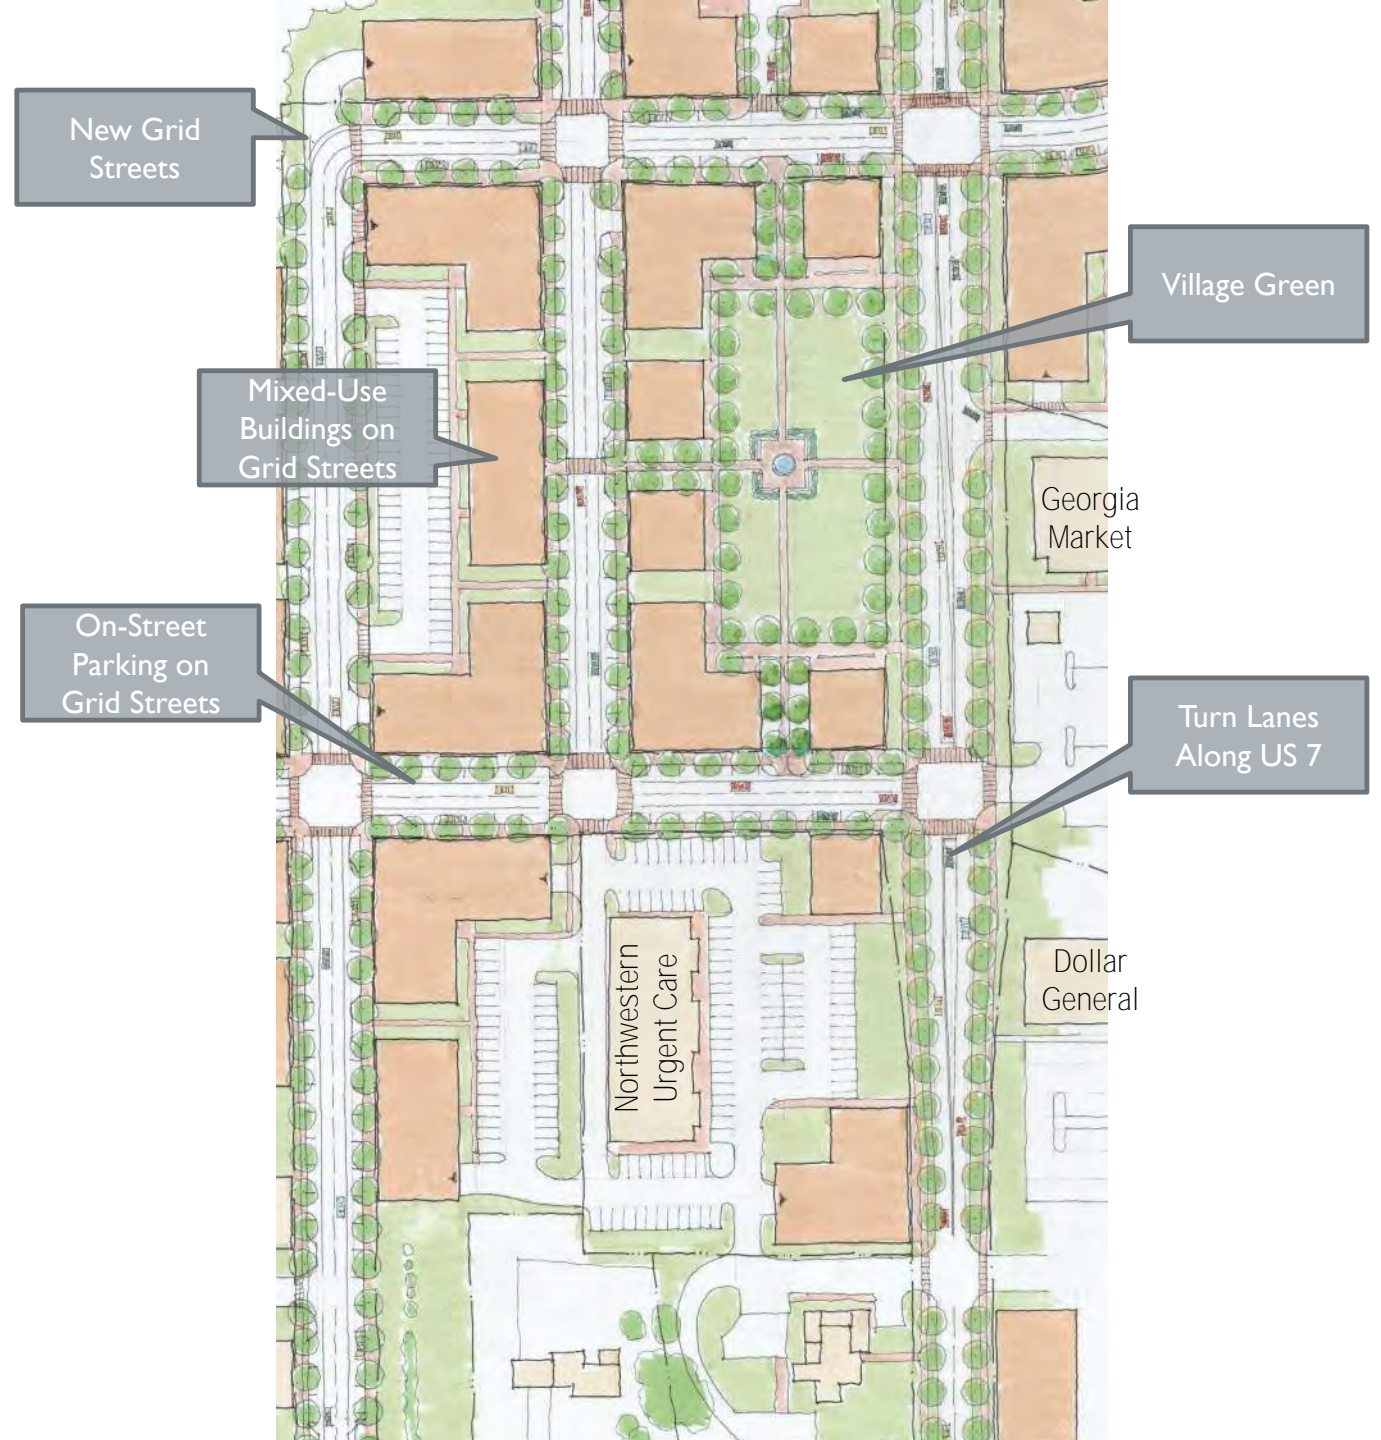 New Grid
Streets
Village Green
Mixed-Use
Buildings on
Grid Streets
Georgia
Market
On-Street
Parking on
Grid Streets
Turn Lanes
Along US 7
Northwestern
Urgent Care
Dollar
General